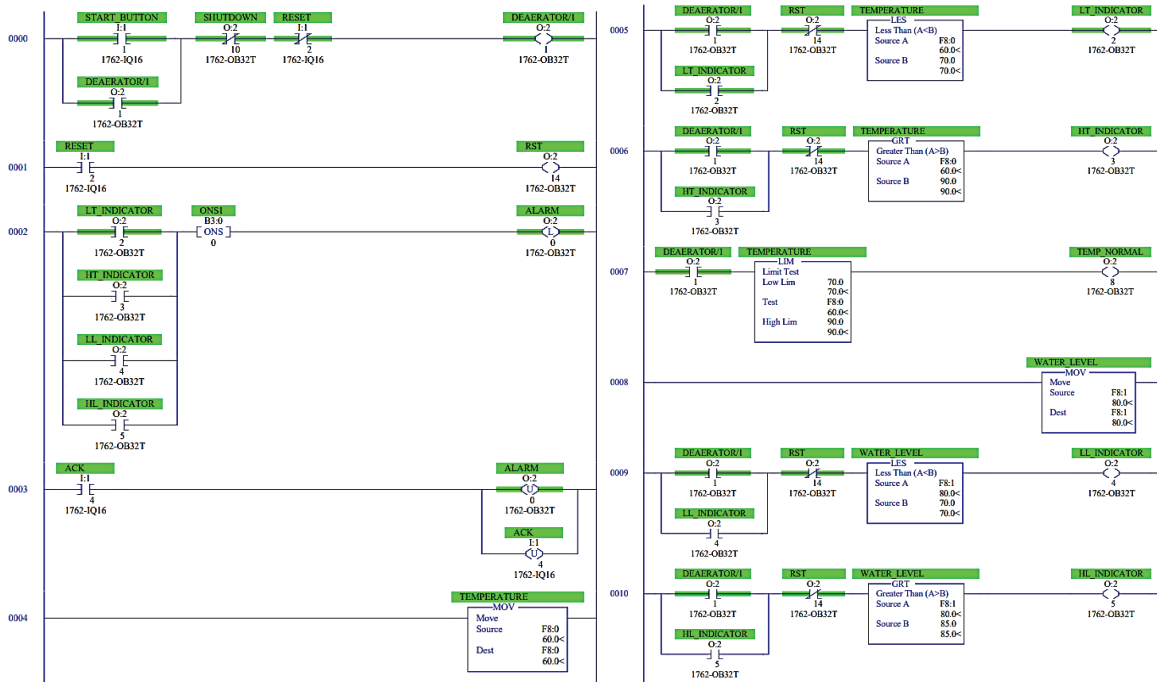 START_BUTTON SHUTDOWN RESET DEAERATOR/1
I:1 O:2 I:1 O:2
0000
1 10 2 1
1762-IQ16 1762-OB32T 1762-IQ16 1762-OB32T
DEAERATOR/1
O:2
1
1762-OB32T
RESET RST
I:1 O:2
0001
2 14
1762-IQ16 1762-OB32T
LT_INDICATOR ONS1 ALARM
O:2 B3:0 O:2
0002 ONS L
2 0 0
1762-OB32T 1762-OB32T
HT_INDICATOR
O:2
3
1762-OB32T
LL_INDICATOR
O:2
4
1762-OB32T
HL_INDICATOR
O:2
5
1762-OB32T
ACK ALARM
I:1 O:2
0003 U
4 0
1762-IQ16 1762-OB32T
ACK
I:1
U
4
1762-IQ16
TEMPERATURE
MOV
0004 Move
Source F8:0
60.0<
Dest F8:0
60.0<
DEAERATOR/1 RST TEMPERATURE LT_INDICATOR
O:2 O:2 LES O:2
0005 Less Than (A<B)
1 14 Source A F8:0 2
1762-OB32T 1762-OB32T 60.0< 1762-OB32T
Source B 70.0
70.0<
LT_INDICATOR
O:2
2
1762-OB32T
DEAERATOR/1 RST TEMPERATURE HT_INDICATOR
O:2 O:2 GRT O:2
0006 Greater Than (A>B)
1 14 Source A F8:0 3
1762-OB32T 1762-OB32T 60.0< 1762-OB32T
Source B 90.0
90.0<
HT_INDICATOR
O:2
3
1762-OB32T
DEAERATOR/1 TEMPERATURE TEMP_NORMAL
O:2 LIM O:2
0007 Limit Test
1 Low Lim 70.0 8
1762-OB32T 70.0< 1762-OB32T
Test F8:0
60.0<
High Lim 90.0
90.0<
WATER_LEVEL
MOV
0008 Move
Source F8:1
80.0<
Dest F8:1
80.0<
DEAERATOR/1 RST WATER_LEVEL LL_INDICATOR
O:2 O:2 LES O:2
0009 Less Than (A<B)
1 14 Source A F8:1 4
1762-OB32T 1762-OB32T 80.0< 1762-OB32T
Source B 70.0
70.0<
LL_INDICATOR
O:2
4
1762-OB32T
DEAERATOR/1 RST WATER_LEVEL HL_INDICATOR
O:2 O:2 GRT O:2
0010 Greater Than (A>B)
1 14 Source A F8:1 5
1762-OB32T 1762-OB32T 80.0< 1762-OB32T
Source B 85.0
85.0<
HL_INDICATOR
O:2
5
1762-OB32T